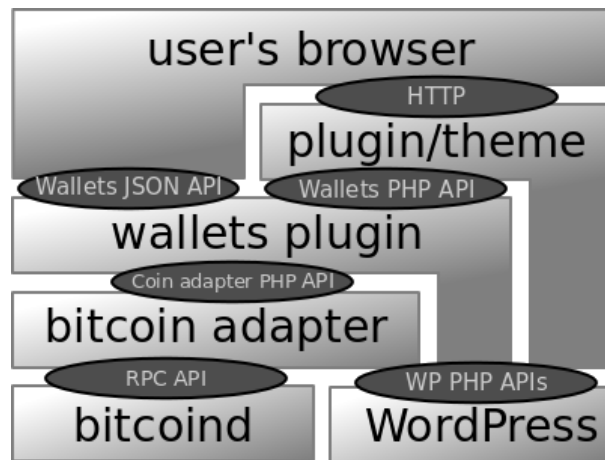 user's browser
HTTP
plugin/theme
Wallets JSON API
Wallets PHP API
wallets plugin
Coin adapter PHP API
bitcoin adapter
RPC API
WP PHP APIs
bitcoind
WordPress